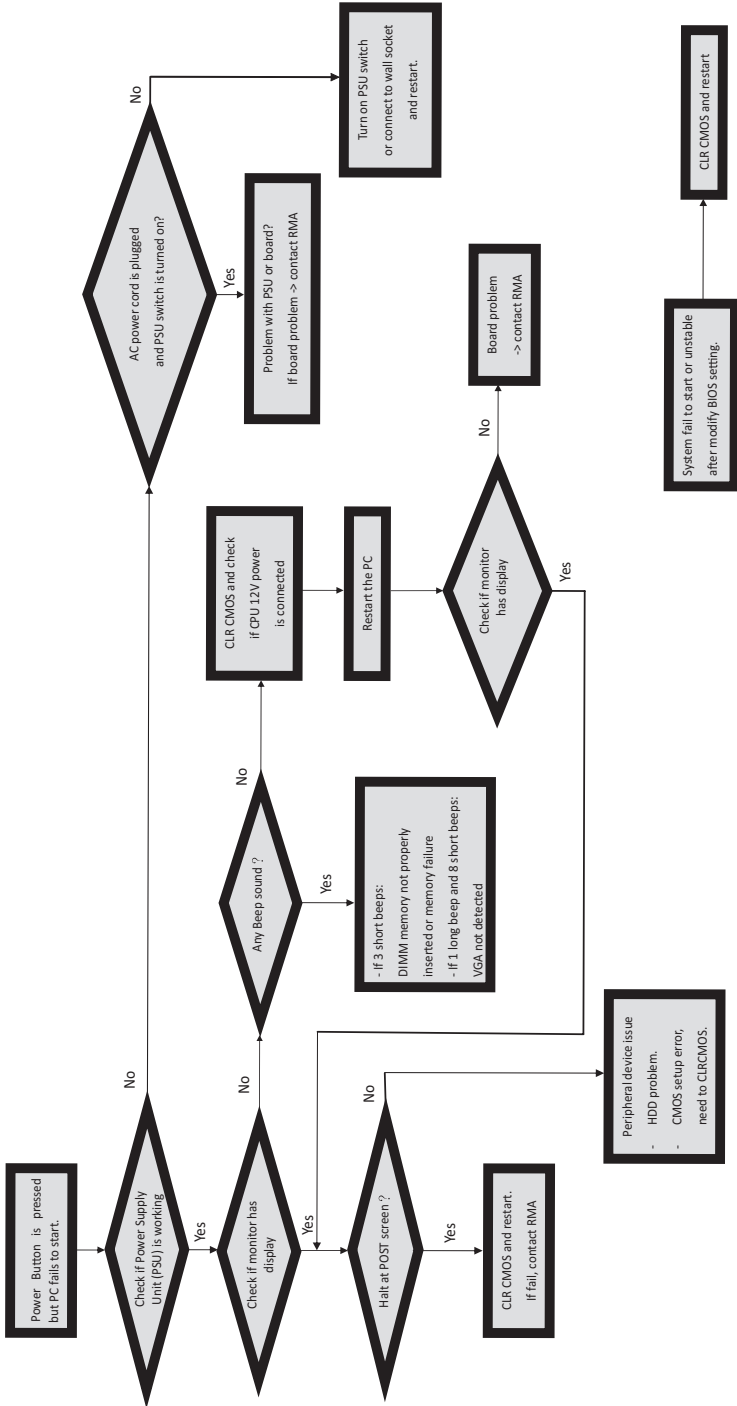 Power Button is pressed
but PC fails to start.
Check if Power Supply
Unit (PSU) is working
No
Yes
AC power cord is plugged
and PSU switch is turned on?
No
Yes
Turn on PSU switch
or connect to wall socket
and restart.
Problem with PSU or board?
If board problem -> contact RMA
Check if monitor has
display
No
Yes
Any Beep sound ?
No
Yes
CLR CMOS and check
if CPU 12V power
is connected
Restart the PC
Check if monitor
has display
No
Yes
Board problem
-> contact RMA
- If 3 short beeps:
DIMM memory not properly
inserted or memory failure
- If 1 long beep and 8 short beeps:
VGA not detected
Halt at POST screen ?
No
Yes
CLR CMOS and restart.
If fail, contact RMA
Peripheral device issue
- HDD problem.
- CMOS setup error,
need to CLRCMOS.
System fail to start or unstable
after modify BIOS setting.
CLR CMOS and restart